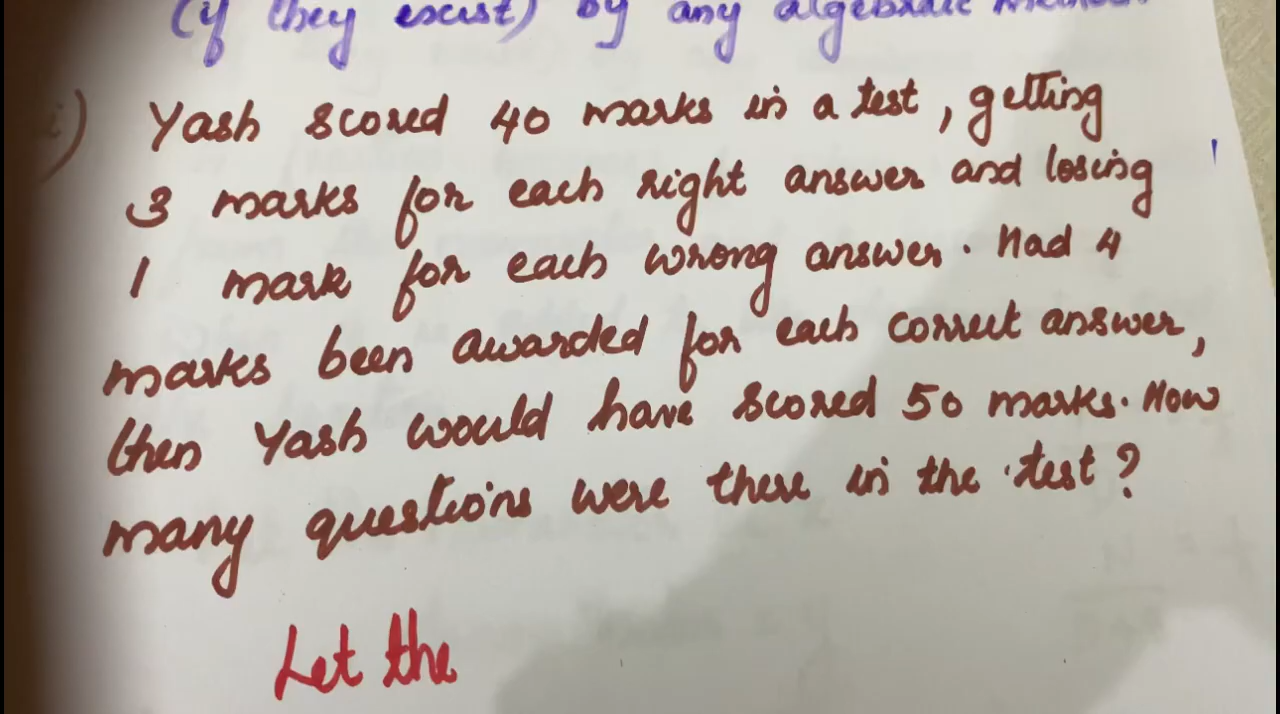 (if they exist) by any algebraic method.
i) Yash scored 40 marks in a test, getting
3 marks for each right answer and losing
1 mark for each wrong answer. Had 4
marks been awarded for each correct answer,
then Yash would have scored 50 marks. How
many questions were there in the test?
Let the